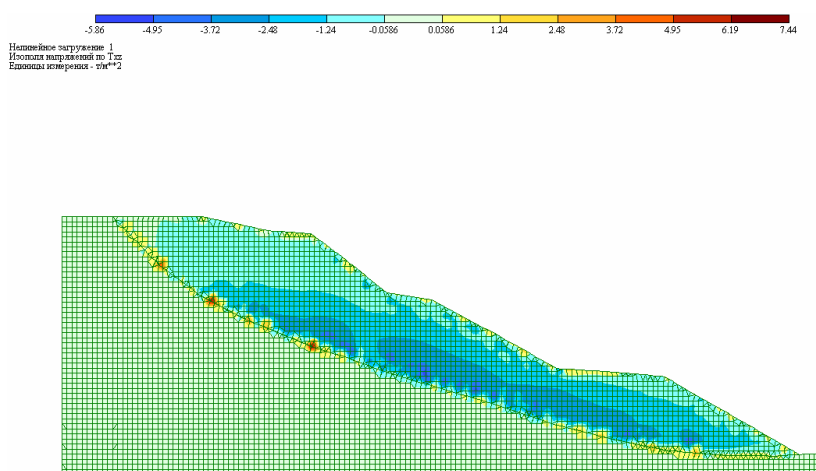 -5.86 -4.95 -3.72 -2.48 -1.24 -0.0586 0.0586 1.24 2.48 3.72 4.95 6.19 7.44
Нелинейное загружение 1
Изополя напряжений по Txz
Единицы измерения - т/м**2